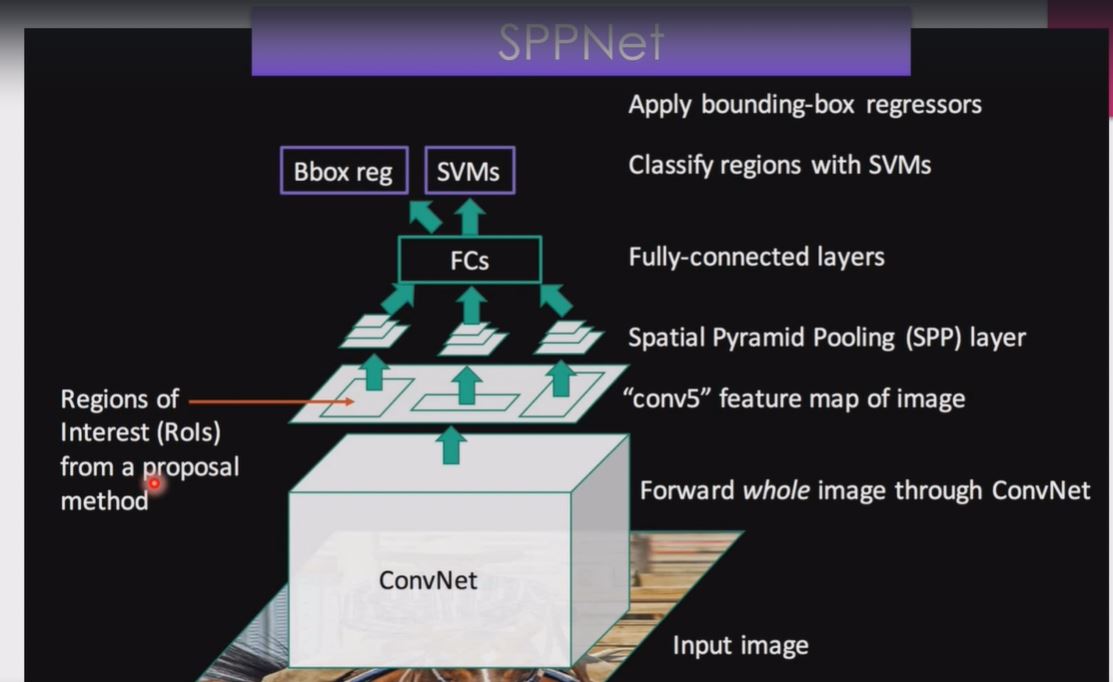 SPPNet
Apply bounding-box regressors
Bbox reg
SVMs
Classify regions with SVMs
FCs
Fully-connected layers
Spatial Pyramid Pooling (SPP) layer
Regions of
Interest (RoIs)
from a proposal
method
“conv5” feature map of image
Forward whole image through ConvNet
ConvNet
Input image